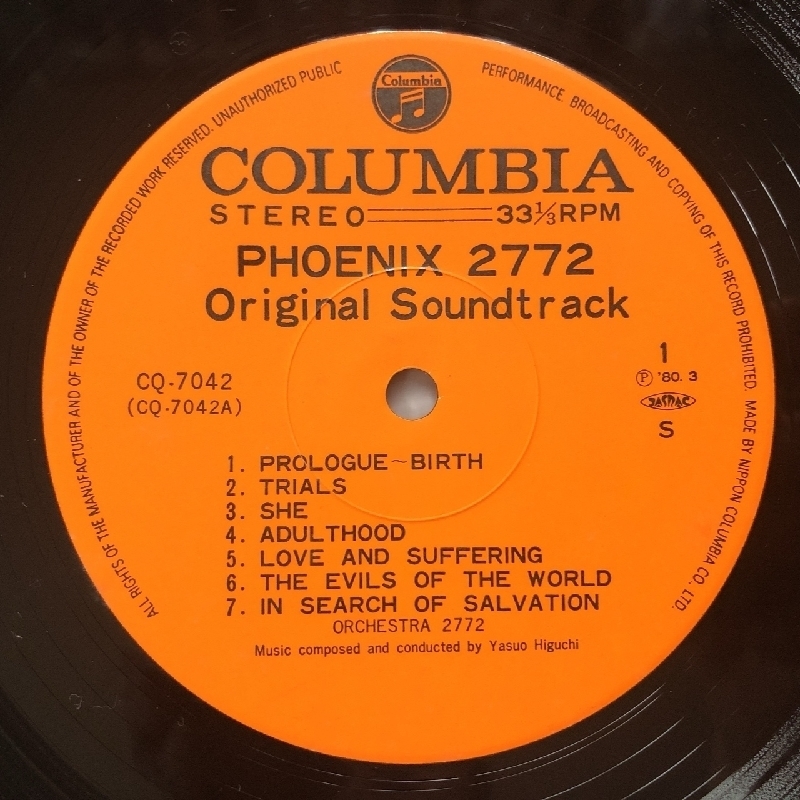 Columbia
ALL RIGHTS OF THE MANUFACTURER AND OF THE OWNER OF THE RECORDED WORK RESERVED. UNAUTHORIZED PUBLIC PERFORMANCE. BROADCASTING AND COPYING OF THIS RECORD PROHIBITED. MADE BY NIPPON COLUMBIA CO., LTD.
COLUMBIA
STEREO 33⅓RPM
PHOENIX 2772
Original Soundtrack
1
CQ-7042
Ⓟ '80. 3
(CQ-7042A)
JASRAC
S
1. PROLOGUE~BIRTH
2. TRIALS
3. SHE
4. ADULTHOOD
5. LOVE AND SUFFERING
6. THE EVILS OF THE WORLD
7. IN SEARCH OF SALVATION
ORCHESTRA 2772
Music composed and conducted by Yasuo Higuchi